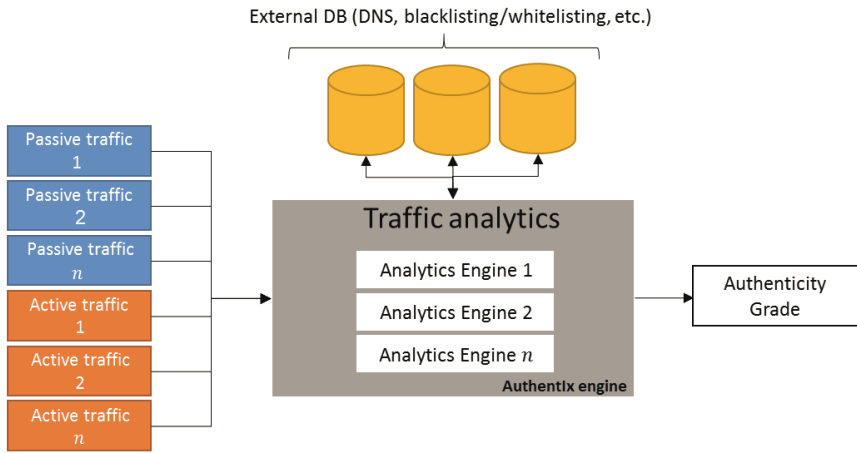 External DB (DNS, blacklisting/whitelisting, etc.)
Passive traffic
1
Passive traffic
2
Passive traffic
n
Active traffic
1
Active traffic
2
Active traffic
n
Traffic analytics
Analytics Engine 1
Analytics Engine 2
Analytics Engine n
AuthentIx engine
Authenticity
Grade